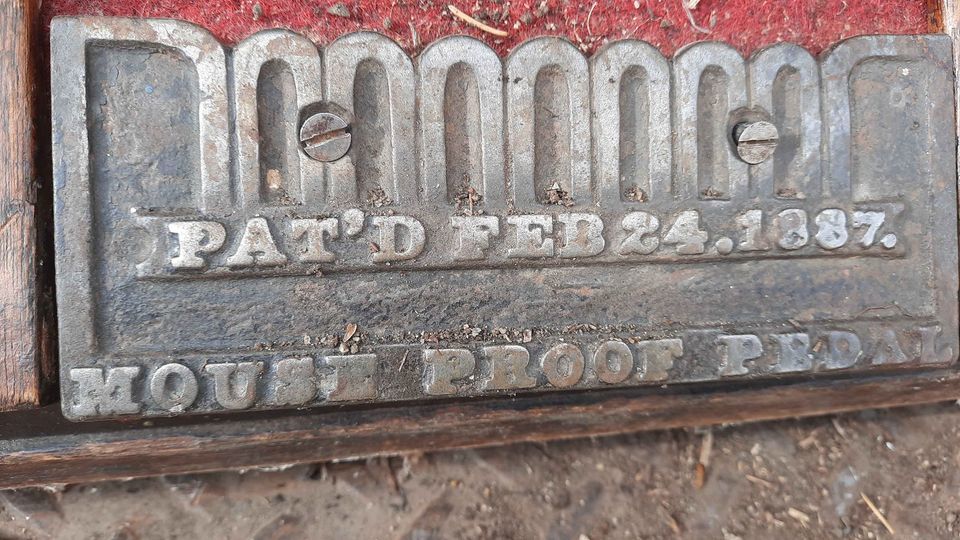 PAT'D FEB 24. 1887.
MOUSE PROOF PEDAL